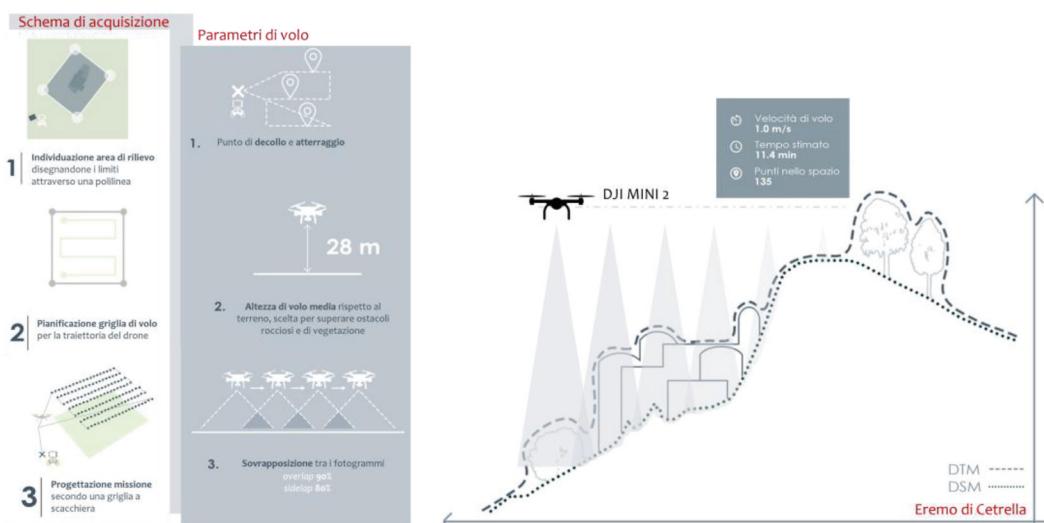 Schema di acquisizione
1
Individuazione area di rilievo
disegnandone i limiti
attraverso una polilinea
2
Pianificazione griglia di volo
per la traiettoria del drone
3
Progettazione missione
secondo una griglia a
scacchiera
Parametri di volo
1. Punto di decollo e atterraggio
28 m
2. Altezza di volo media rispetto al
terreno, scelta per superare ostacoli
rocciosi e di vegetazione
3. Sovrapposizione tra i fotogrammi
overlap 90%
sidelap 80%
Velocità di volo
1.0 m/s
Tempo stimato
11.4 min
Punti nello spazio
135
DJI MINI 2
DTM
DSM
Eremo di Cetrella